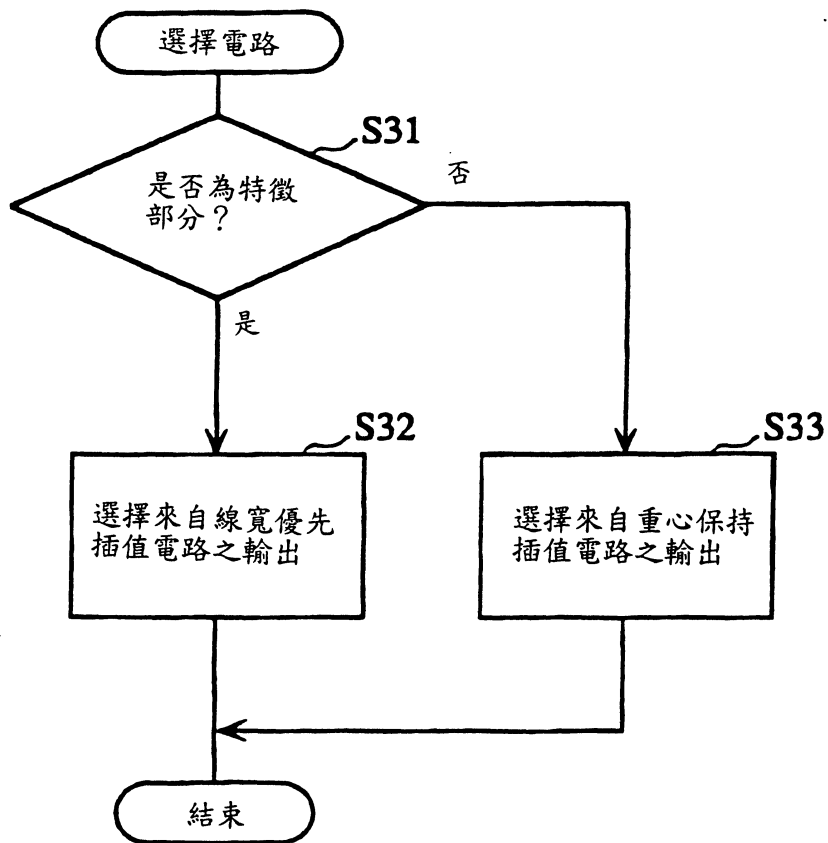 選擇電路
S31
是否為特徵
部分？
否
是
S32
選擇來自線寬優先
插值電路之輸出
S33
選擇來自重心保持
插值電路之輸出
結束